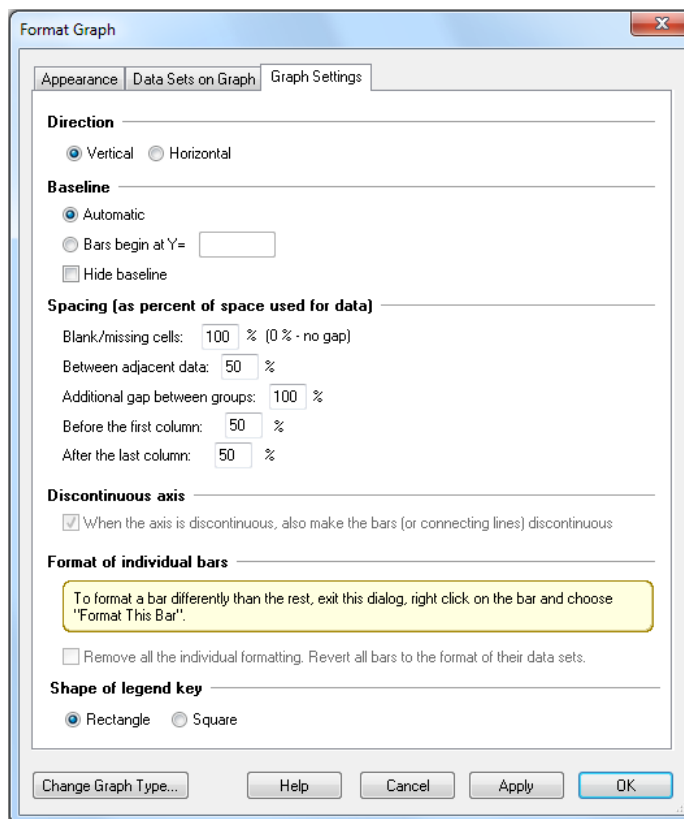 Format Graph
Appearance Data Sets on Graph Graph Settings
Direction
Vertical Horizontal
Baseline
Automatic
Bars begin at Y=
Hide baseline
Spacing (as percent of space used for data)
Blank/missing cells: 100 % (0 % - no gap)
Between adjacent data: 50 %
Additional gap between groups: 100 %
Before the first column: 50 %
After the last column: 50 %
Discontinuous axis
When the axis is discontinuous, also make the bars (or connecting lines) discontinuous
Format of individual bars
To format a bar differently than the rest, exit this dialog, right click on the bar and choose
"Format This Bar".
Remove all the individual formatting. Revert all bars to the format of their data sets.
Shape of legend key
Rectangle Square
Change Graph Type... Help Cancel Apply OK